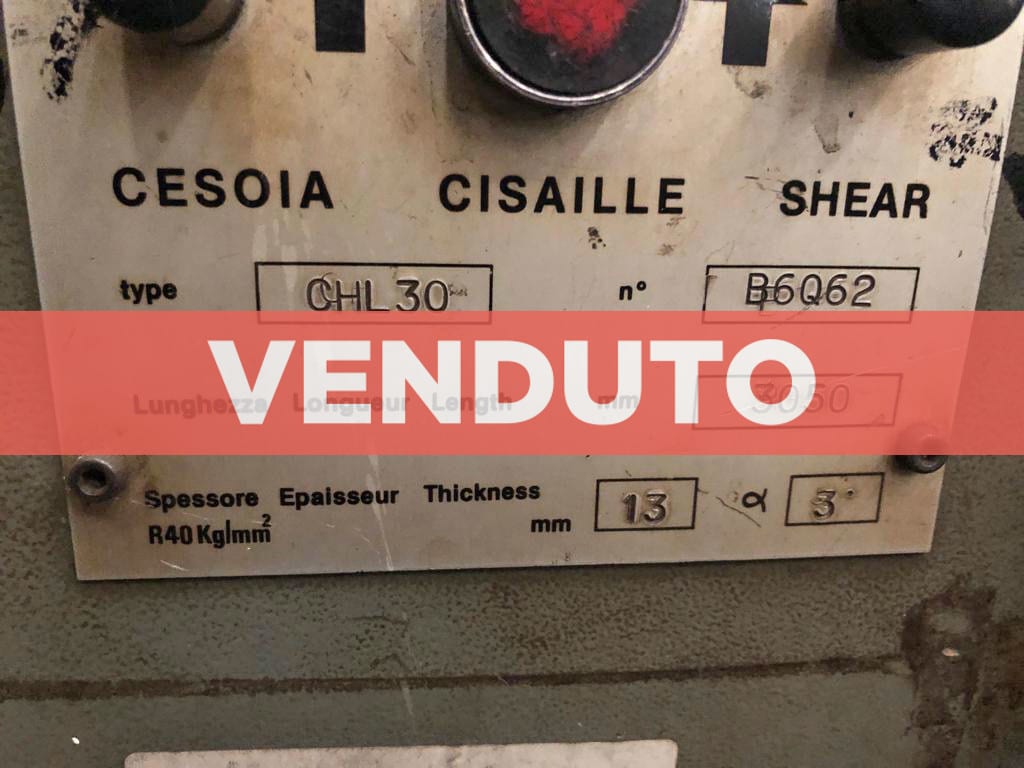 CESOIA CISAILLE SHEAR
type CHL30 n° B6Q62
VENDUTO
Lunghezza Longueur Length mm 3050
Spessore Epaisseur Thickness
R40 Kg/mm² mm 13 α 3°